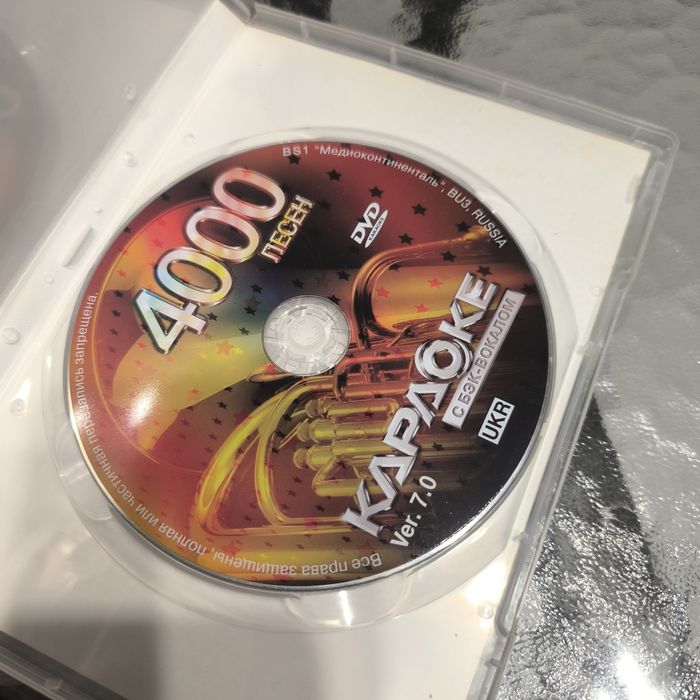 4000
ПЕСЕН
BS1 "Медиоконтиненталь", BU3, RUSSIA
DVD
КАРАОКЕ
С БЭК-ВОКАЛОМ
UKR
Ver. 7.0
Все права защищены, полная или частичная перезапись запрещена.